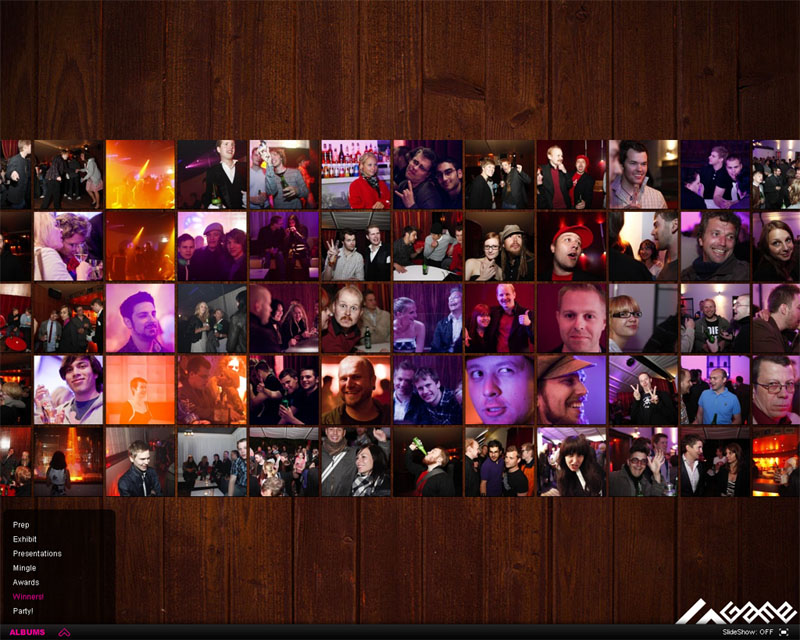 Prep
Exhibit
Presentations
Mingle
Awards
Winners!
Party!
ALBUMS
SlideShow: OFF